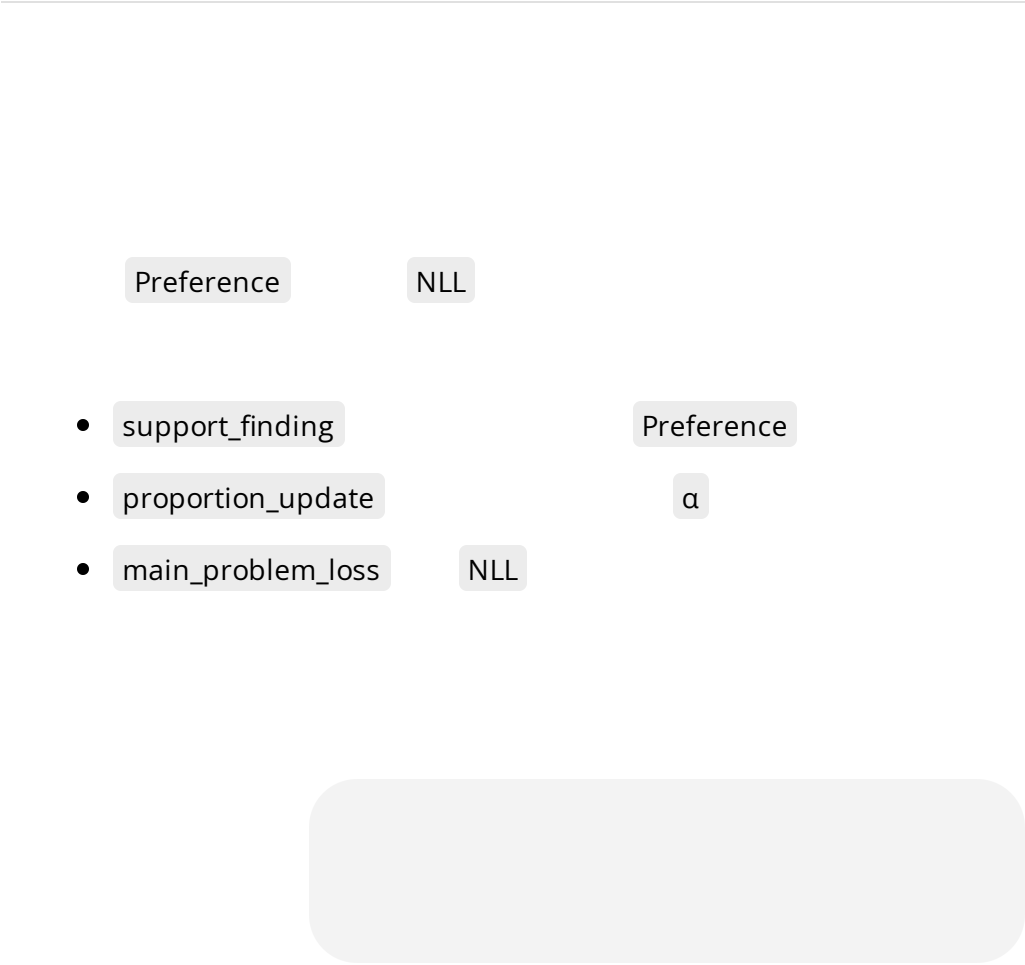 Preference NLL
support_finding Preference
proportion_update α
main_problem_loss NLL